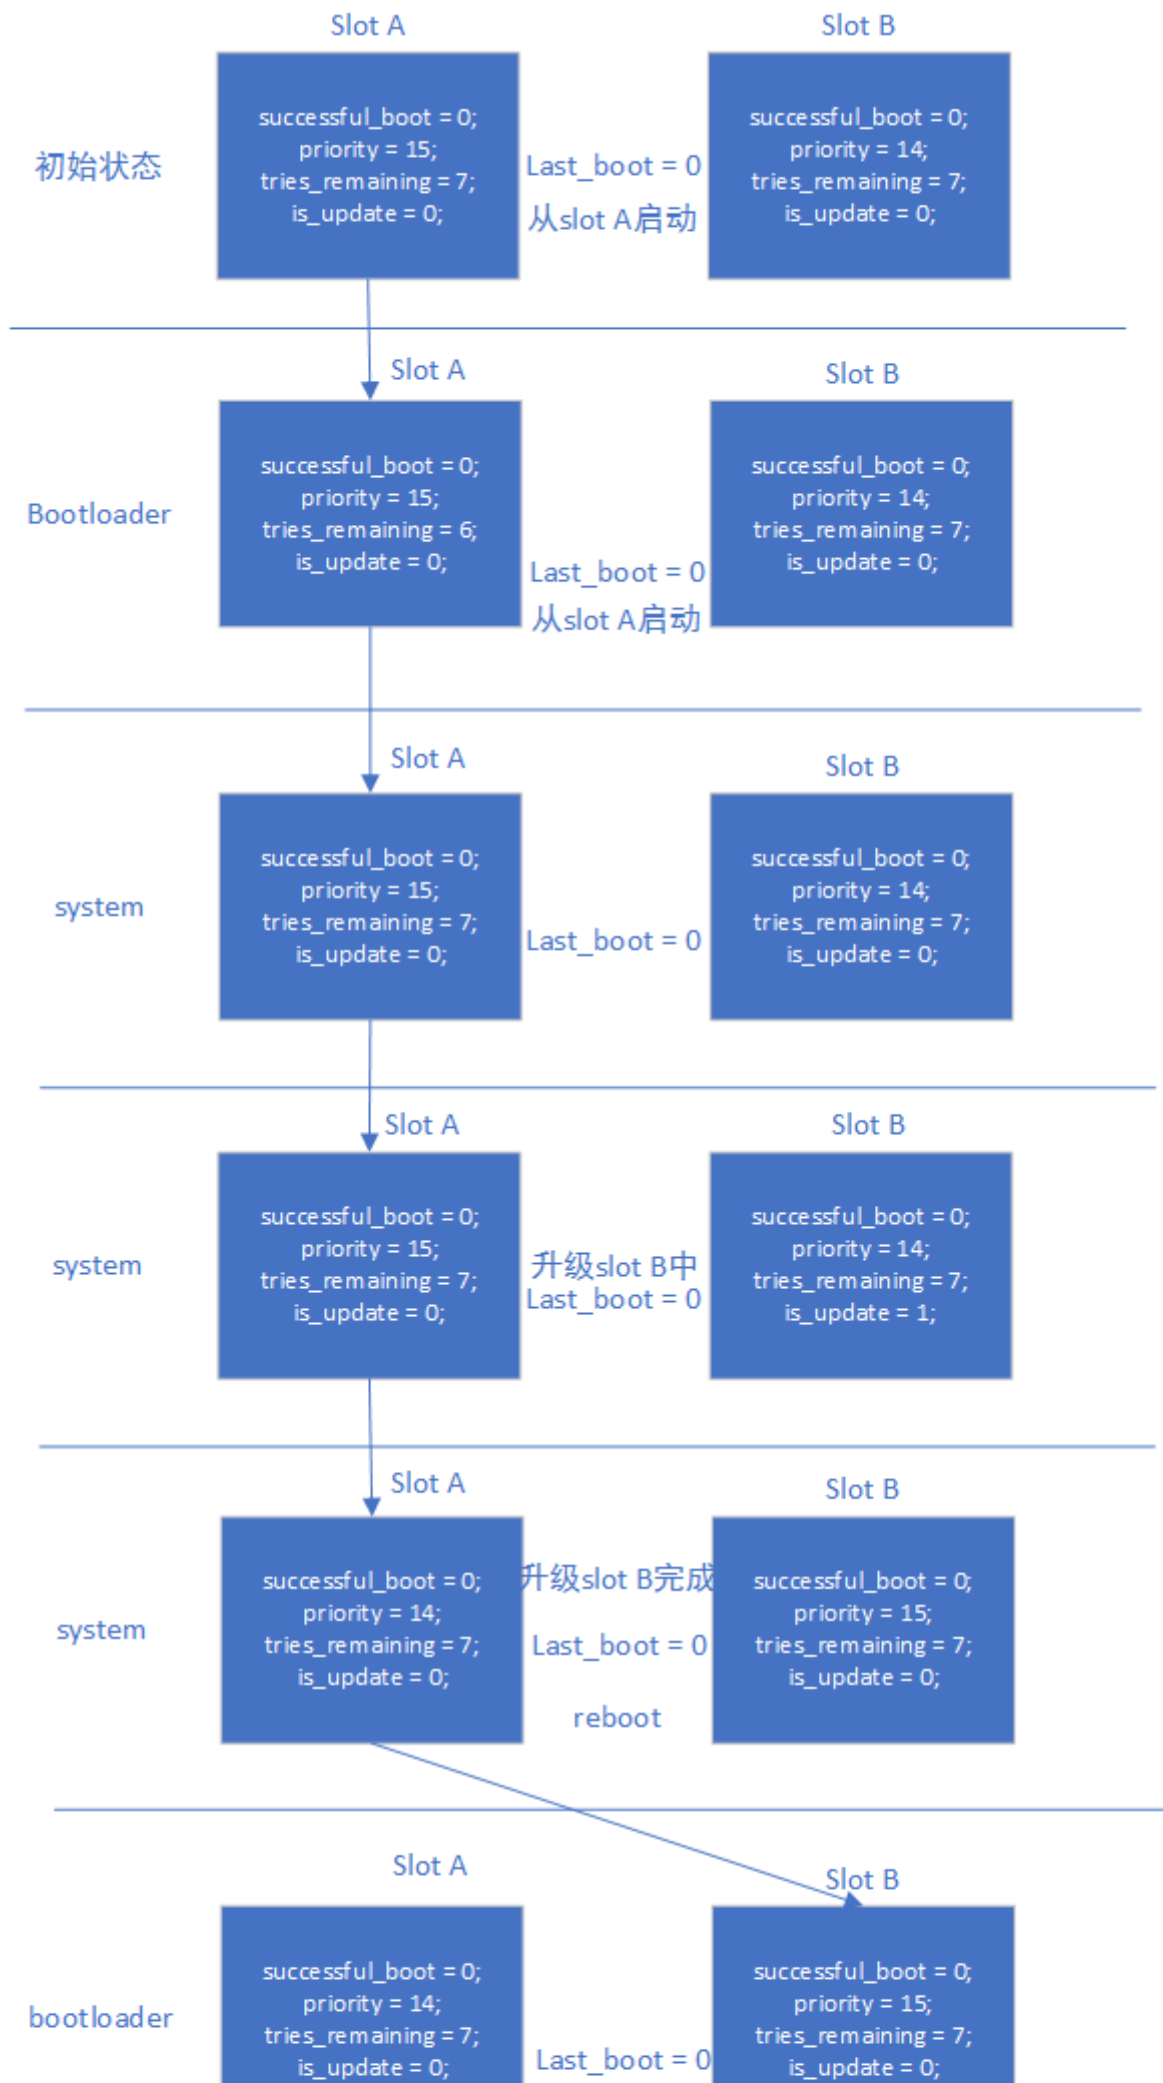 Slot A
Slot B
初始状态
successful_boot = 0;
priority = 15;
tries_remaining = 7;
is_update = 0;
Last_boot = 0
从slot A启动
successful_boot = 0;
priority = 14;
tries_remaining = 7;
is_update = 0;
Slot A
Slot B
Bootloader
successful_boot = 0;
priority = 15;
tries_remaining = 6;
is_update = 0;
Last_boot = 0
从slot A启动
successful_boot = 0;
priority = 14;
tries_remaining = 7;
is_update = 0;
Slot A
Slot B
system
successful_boot = 0;
priority = 15;
tries_remaining = 7;
is_update = 0;
Last_boot = 0
successful_boot = 0;
priority = 14;
tries_remaining = 7;
is_update = 0;
Slot A
Slot B
system
successful_boot = 0;
priority = 15;
tries_remaining = 7;
is_update = 0;
升级slot B中
Last_boot = 0
successful_boot = 0;
priority = 14;
tries_remaining = 7;
is_update = 1;
Slot A
Slot B
system
successful_boot = 0;
priority = 14;
tries_remaining = 7;
is_update = 0;
升级slot B完成
Last_boot = 0
reboot
successful_boot = 0;
priority = 15;
tries_remaining = 7;
is_update = 0;
Slot A
Slot B
bootloader
successful_boot = 0;
priority = 14;
tries_remaining = 7;
is_update = 0;
Last_boot = 0
successful_boot = 0;
priority = 15;
tries_remaining = 7;
is_update = 0;